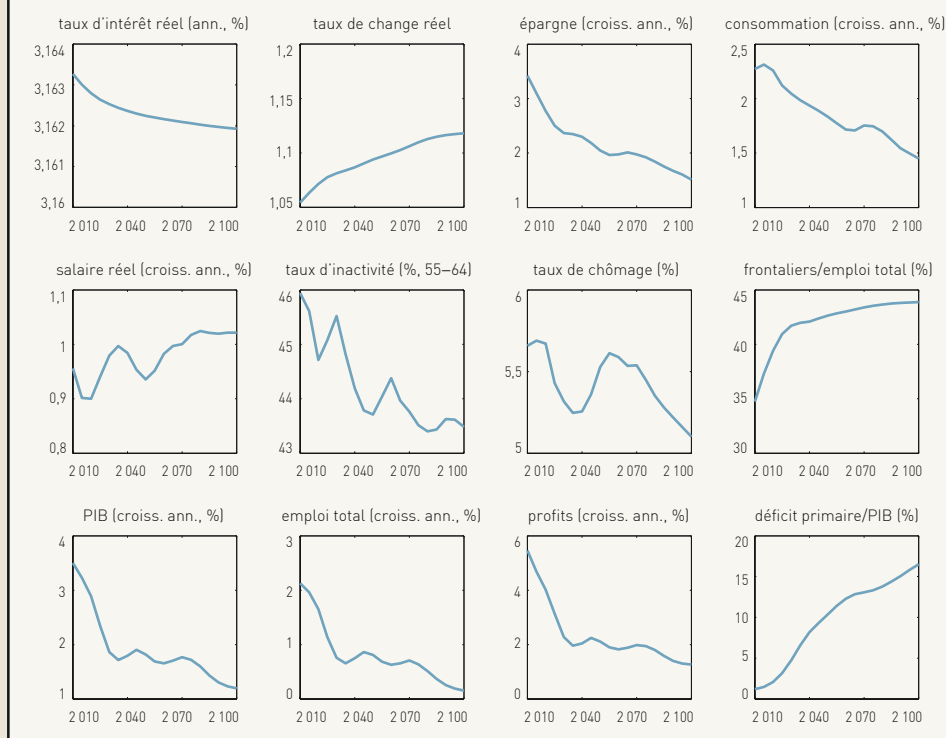 taux d'intérêt réel (ann., %)
3,164
3,163
3,162
3,161
3,16
2 010 2 040 2 070 2 100
taux de change réel
1,2
1,15
1,1
1,05
2 010 2 040 2 070 2 100
épargne (croiss. ann., %)
4
3
2
1
2 010 2 040 2 070 2 100
consommation (croiss. ann., %)
2,5
2
1,5
1
2 010 2 040 2 070 2 100
salaire réel (croiss. ann., %)
1,1
1
0,9
0,8
2 010 2 040 2 070 2 100
taux d'inactivité (%, 55–64)
46
45
44
43
2 010 2 040 2 070 2 100
taux de chômage (%)
6
5,5
5
2 010 2 040 2 070 2 100
frontaliers/emploi total (%)
45
40
35
30
2 010 2 040 2 070 2 100
PIB (croiss. ann., %)
4
3
2
1
2 010 2 040 2 070 2 100
emploi total (croiss. ann., %)
3
2
1
0
2 010 2 040 2 070 2 100
profits (croiss. ann., %)
6
4
2
0
2 010 2 040 2 070 2 100
déficit primaire/PIB (%)
20
15
10
5
0
2 010 2 040 2 070 2 100